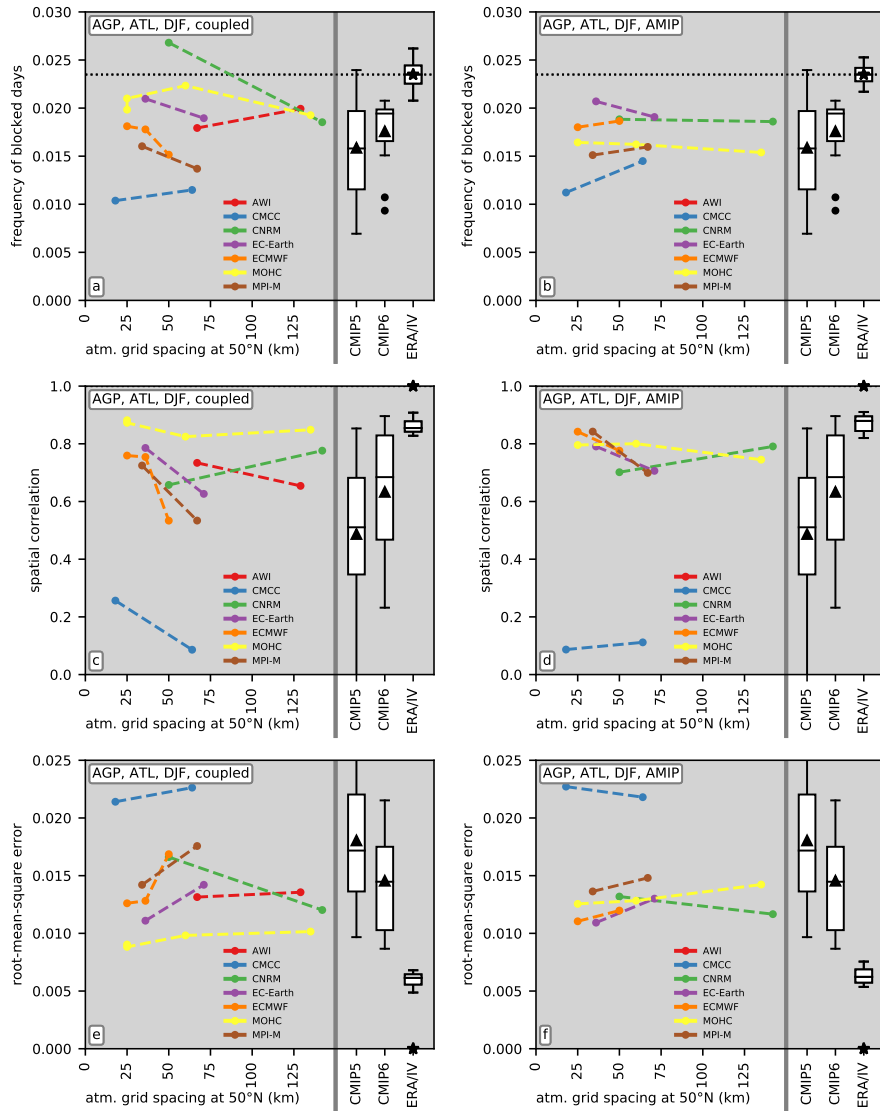 AGP, ATL, DJF, coupled
frequency of blocked days
0.030
0.025
0.020
0.015
0.010
0.005
0.000
AWI
CMCC
CNRM
EC-Earth
ECMWF
MOHC
MPI-M
a
0
25
50
75
100
125
CMIP5
CMIP6
ERA/IV
atm. grid spacing at 50°N (km)
AGP, ATL, DJF, AMIP
frequency of blocked days
0.030
0.025
0.020
0.015
0.010
0.005
0.000
AWI
CMCC
CNRM
EC-Earth
ECMWF
MOHC
MPI-M
b
0
25
50
75
100
125
CMIP5
CMIP6
ERA/IV
atm. grid spacing at 50°N (km)
AGP, ATL, DJF, coupled
spatial correlation
1.0
0.8
0.6
0.4
0.2
0.0
AWI
CMCC
CNRM
EC-Earth
ECMWF
MOHC
MPI-M
c
0
25
50
75
100
125
CMIP5
CMIP6
ERA/IV
atm. grid spacing at 50°N (km)
AGP, ATL, DJF, AMIP
spatial correlation
1.0
0.8
0.6
0.4
0.2
0.0
AWI
CMCC
CNRM
EC-Earth
ECMWF
MOHC
MPI-M
d
0
25
50
75
100
125
CMIP5
CMIP6
ERA/IV
atm. grid spacing at 50°N (km)
AGP, ATL, DJF, coupled
root-mean-square error
0.025
0.020
0.015
0.010
0.005
0.000
AWI
CMCC
CNRM
EC-Earth
ECMWF
MOHC
MPI-M
e
0
25
50
75
100
125
CMIP5
CMIP6
ERA/IV
atm. grid spacing at 50°N (km)
AGP, ATL, DJF, AMIP
root-mean-square error
0.025
0.020
0.015
0.010
0.005
0.000
AWI
CMCC
CNRM
EC-Earth
ECMWF
MOHC
MPI-M
f
0
25
50
75
100
125
CMIP5
CMIP6
ERA/IV
atm. grid spacing at 50°N (km)